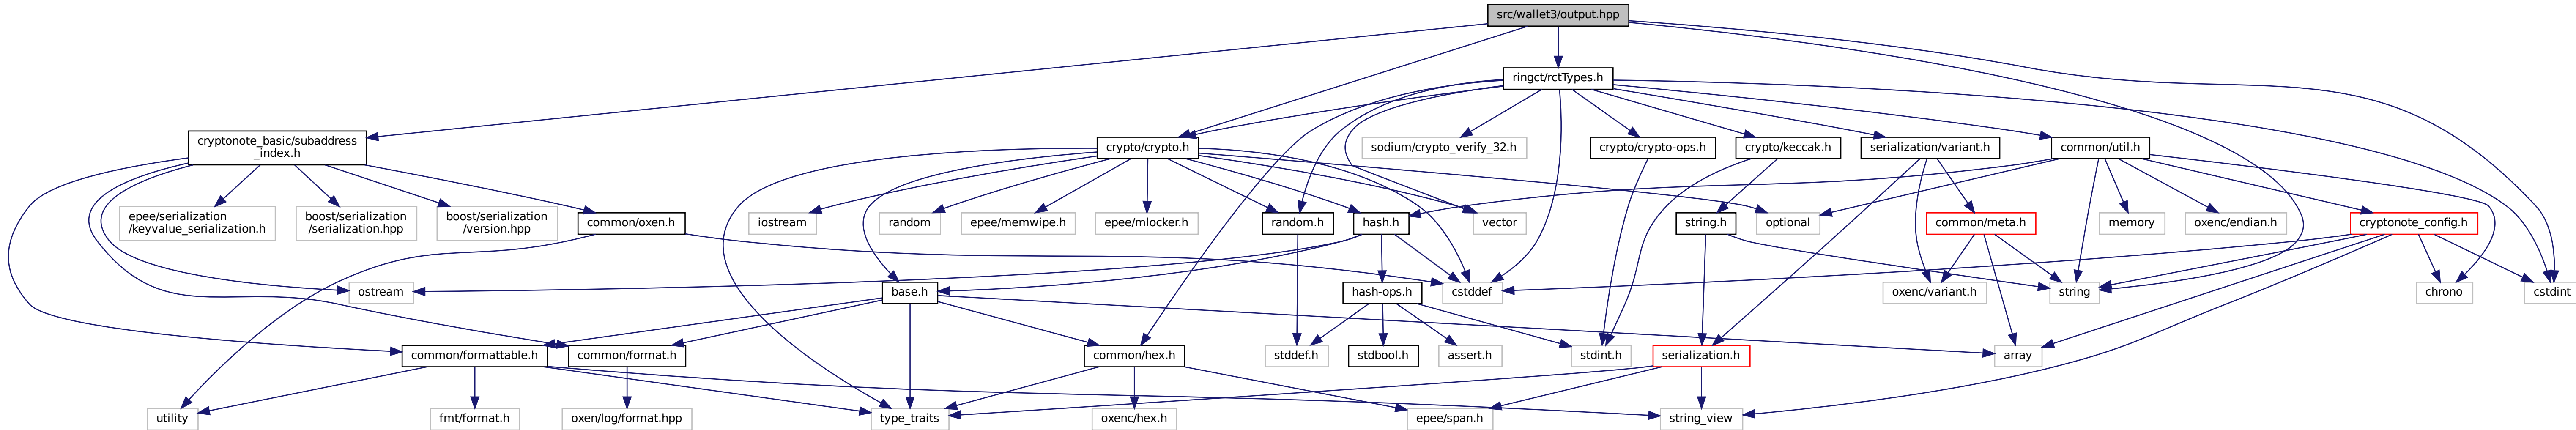 src/wallet3/output.hpp
ringct/rctTypes.h
cryptonote_basic/subaddress
_index.h
crypto/crypto.h
sodium/crypto_verify_32.h
crypto/crypto-ops.h
crypto/keccak.h
serialization/variant.h
common/util.h
epee/serialization
/keyvalue_serialization.h
boost/serialization
/serialization.hpp
boost/serialization
/version.hpp
common/oxen.h
iostream
random
epee/memwipe.h
epee/mlocker.h
random.h
hash.h
vector
string.h
optional
common/meta.h
memory
oxenc/endian.h
cryptonote_config.h
ostream
base.h
hash-ops.h
cstddef
oxenc/variant.h
string
chrono
cstdint
common/formattable.h
common/format.h
common/hex.h
stddef.h
stdbool.h
assert.h
stdint.h
serialization.h
array
utility
fmt/format.h
oxen/log/format.hpp
type_traits
oxenc/hex.h
epee/span.h
string_view